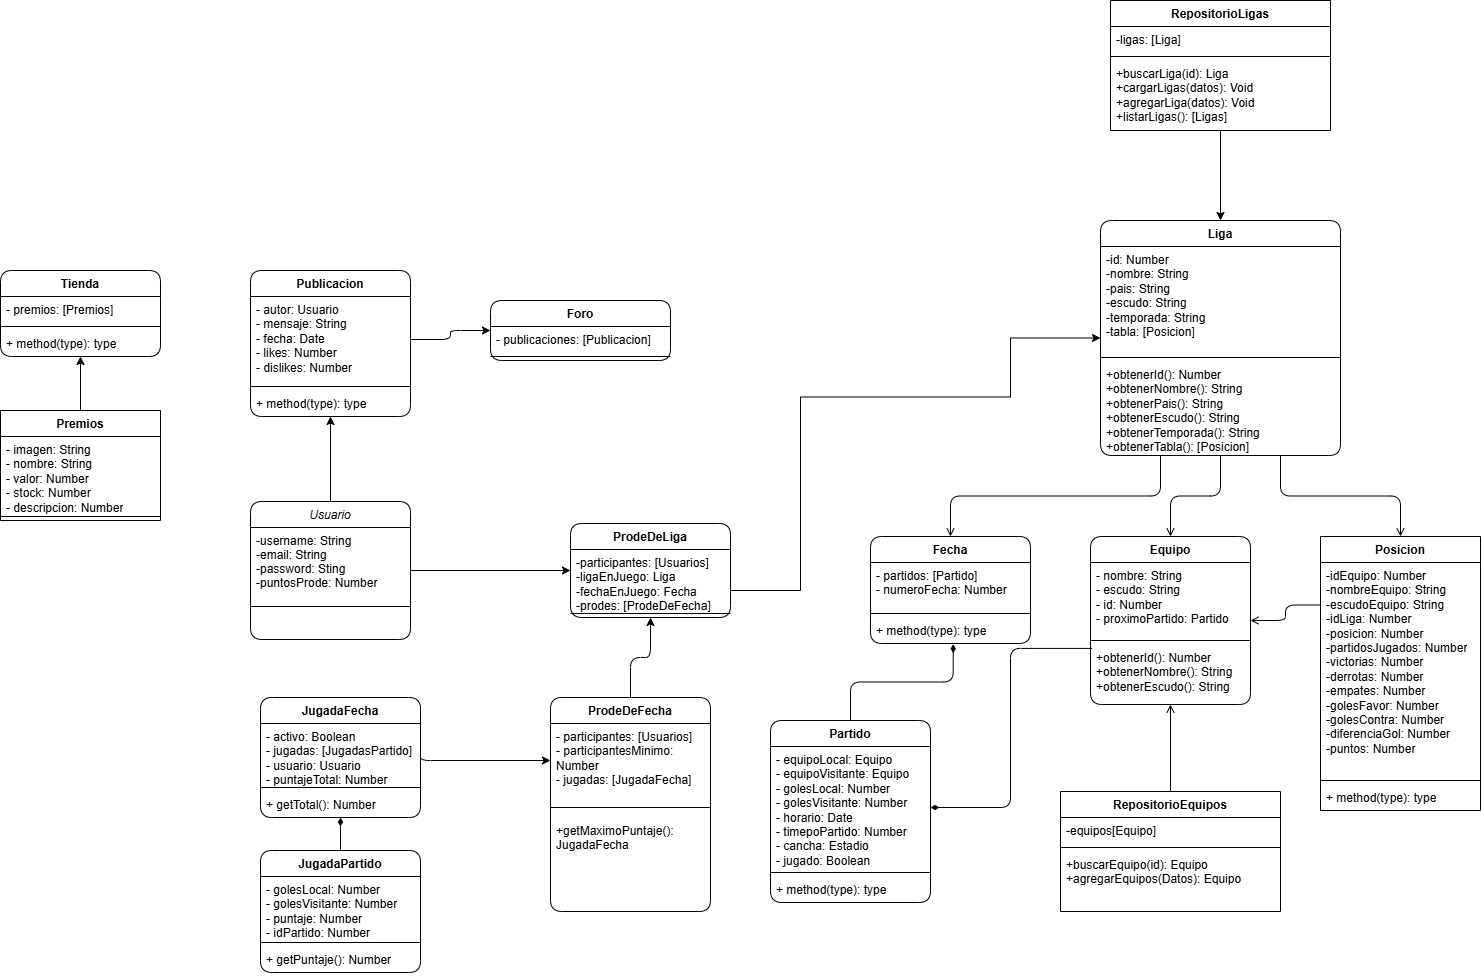 RepositorioLigas
-ligas: [Liga]
+buscarLiga(id): Liga
+cargarLigas(datos): Void
+agregarLiga(datos): Void
+listarLigas(): [Ligas]
Liga
-id: Number
-nombre: String
-pais: String
-escudo: String
-temporada: String
-tabla: [Posicion]
+obtenerId(): Number
+obtenerNombre(): String
+obtenerPais(): String
+obtenerEscudo(): String
+obtenerTemporada(): String
+obtenerTabla(): [Posicion]
Tienda
- premios: [Premios]
+ method(type): type
Publicacion
- autor: Usuario
- mensaje: String
- fecha: Date
- likes: Number
- dislikes: Number
+ method(type): type
Foro
- publicaciones: [Publicacion]
Premios
- imagen: String
- nombre: String
- valor: Number
- stock: Number
- descripcion: Number
Usuario
-username: String
-email: String
-password: Sting
-puntosProde: Number
ProdeDeLiga
-participantes: [Usuarios]
-ligaEnJuego: Liga
-fechaEnJuego: Fecha
-prodes: [ProdeDeFecha]
Fecha
- partidos: [Partido]
- numeroFecha: Number
+ method(type): type
Equipo
- nombre: String
- escudo: String
- id: Number
- proximoPartido: Partido
+obtenerId(): Number
+obtenerNombre(): String
+obtenerEscudo(): String
Posicion
-idEquipo: Number
-nombreEquipo: String
-escudoEquipo: String
-idLiga: Number
-posicion: Number
-partidosJugados: Number
-victorias: Number
-derrotas: Number
-empates: Number
-golesFavor: Number
-golesContra: Number
-diferenciaGol: Number
-puntos: Number
+ method(type): type
JugadaFecha
- activo: Boolean
- jugadas: [JugadasPartido]
- usuario: Usuario
- puntajeTotal: Number
+ getTotal(): Number
ProdeDeFecha
- participantes: [Usuarios]
- participantesMinimo:
Number
- jugadas: [JugadaFecha]
+getMaximoPuntaje():
JugadaFecha
Partido
- equipoLocal: Equipo
- equipoVisitante: Equipo
- golesLocal: Number
- golesVisitante: Number
- horario: Date
- timepoPartido: Number
- cancha: Estadio
- jugado: Boolean
+ method(type): type
RepositorioEquipos
-equipos[Equipo]
+buscarEquipo(id): Equipo
+agregarEquipos(Datos): Equipo
JugadaPartido
- golesLocal: Number
- golesVisitante: Number
- puntaje: Number
- idPartido: Number
+ getPuntaje(): Number